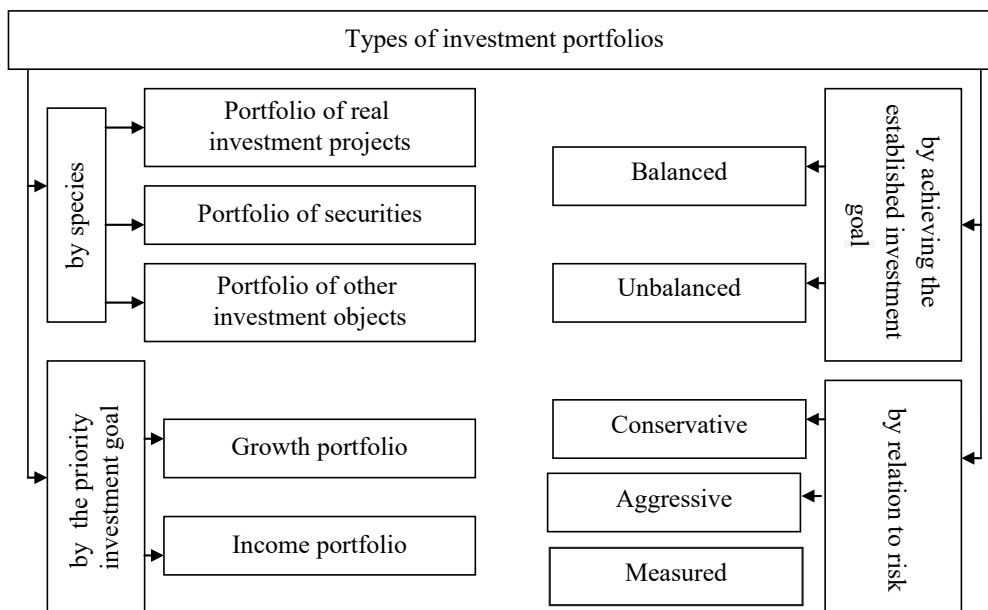 Types of investment portfolios
by species
Portfolio of real
investment projects
Portfolio of securities
Portfolio of other
investment objects
by the priority
investment goal
Growth portfolio
Income portfolio
by achieving the
established investment
goal
Balanced
Unbalanced
by relation to risk
Conservative
Aggressive
Measured